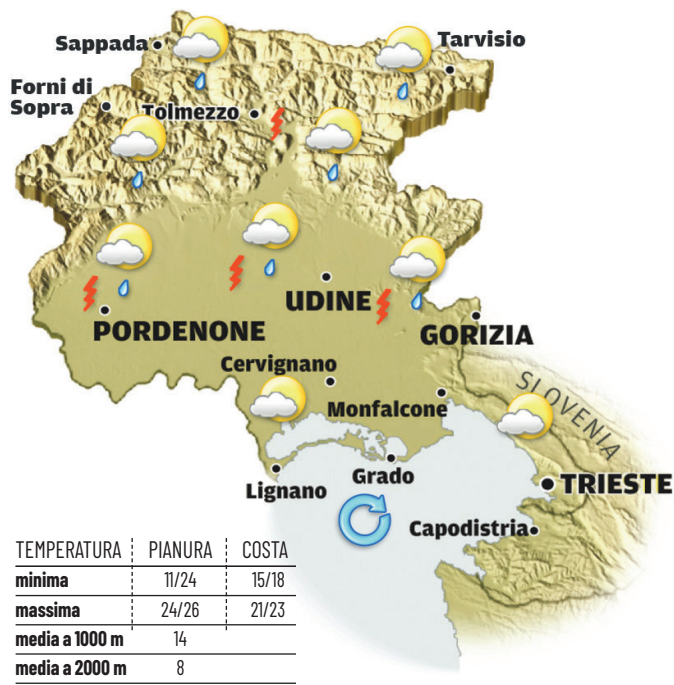 Sappada
Tarvisio
Forni di
Sopra
Tolmezzo
UDINE
PORDENONE
GORIZIA
Cervignano
Monfalcone
SLOVENIA
Lignano
Grado
TRIESTE
Capodistria
TEMPERATURA PIANURA COSTA
minima 11/24 15/18
massima 24/26 21/23
media a 1000 m 14
media a 2000 m 8